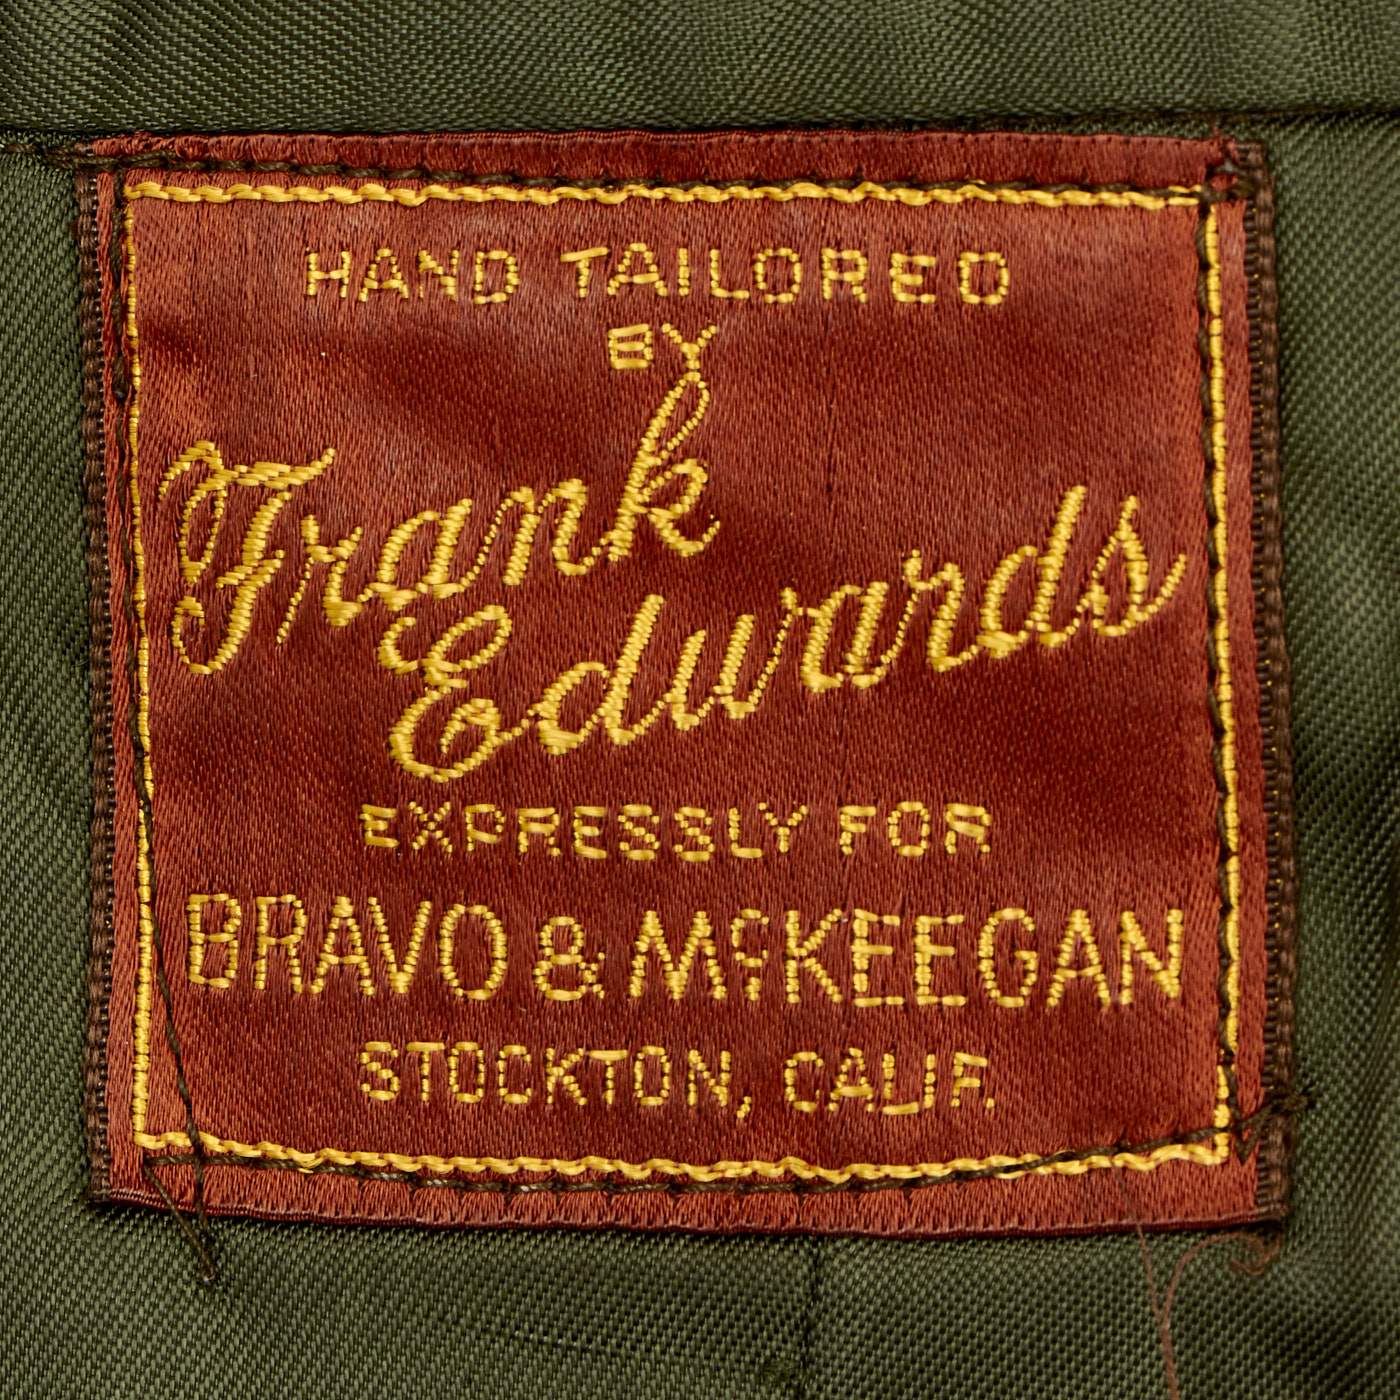 HAND TAILORED
BY
Frank
Edwards
EXPRESSLY FOR
BRAVO & McKEEGAN
STOCKTON, CALIF.